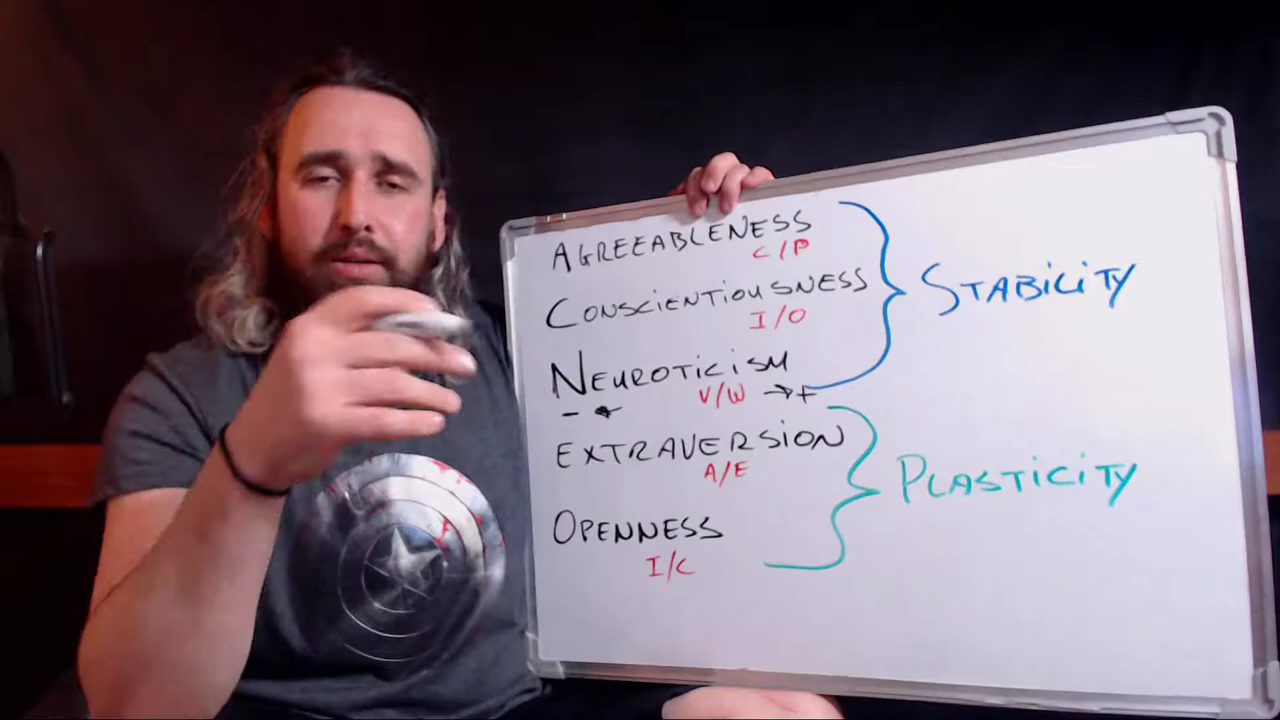 AGREEABLENESS
C/P
CONSCIENTIOUSNESS
I/O
STABILITY
NEUROTICISM
V/W → +
- ←
EXTRAVERSION
A/E
PLASTICITY
OPENNESS
I/C